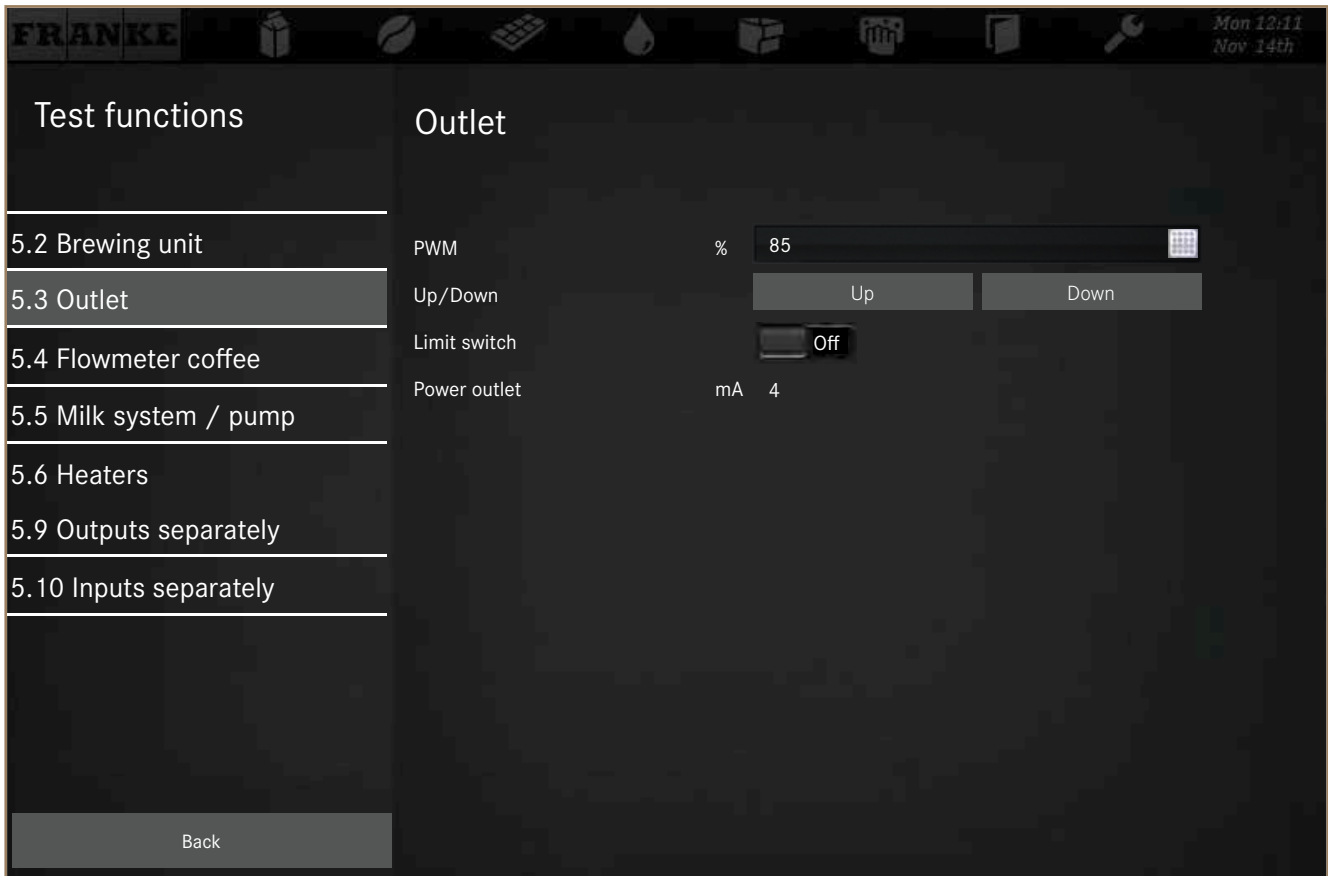 FRANKE
Mon 12:11
Nov 14th
Test functions
5.2 Brewing unit
5.3 Outlet
5.4 Flowmeter coffee
5.5 Milk system / pump
5.6 Heaters
5.9 Outputs separately
5.10 Inputs separately
Back
Outlet
PWM % 85
Up/Down Up Down
Limit switch Off
Power outlet mA 4